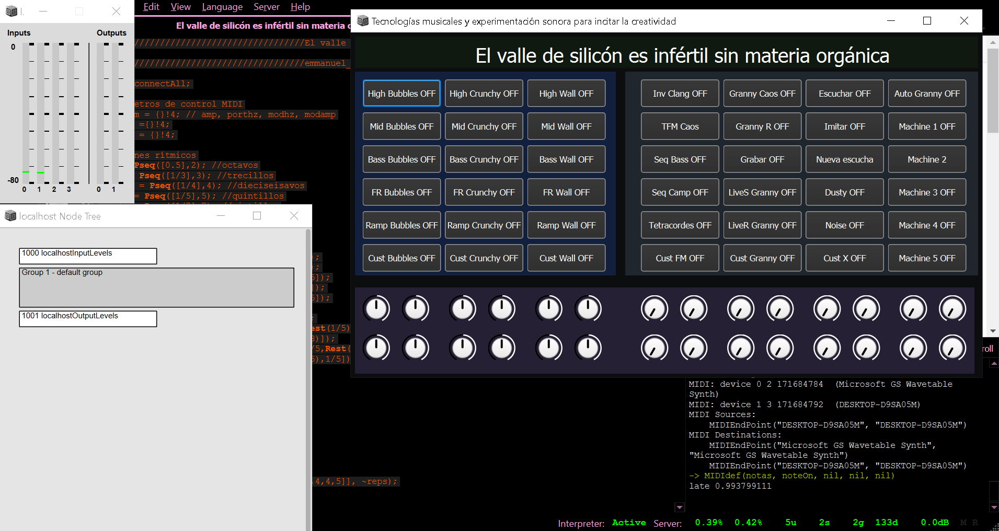 Edit View Language Server Help
El valle de silicón es infértil sin materia
/////////////////////////////////El valle
/////////////////////////////////emmanuel_
connectAll;
etros de control MIDI
m = {}!4; // amp, porthz, modhz, modamp
={}!4;
= {}!4;
nes rítmicos
Pseq([0.5],2); //octavos
Pseq([1/3],3); //trecillos
= Pseq([1/4],4); //dieciseisavos
= Pseq([1/5],5); //quintillos
);
);
5]);
]);
5]);
;
est(1/5)
3)]);
/5,Rest(
5),1/5])
,4,4,5]], ~reps);
Inputs Outputs
0
-80
0 1 2 3 0 1
localhost Node Tree
1000 localhostInputLevels
Group 1 - default group
1001 localhostOutputLevels
Tecnologías musicales y experimentación sonora para incitar la creatividad
El valle de silicón es infértil sin materia orgánica
High Bubbles OFF High Crunchy OFF High Wall OFF Inv Clang OFF Granny Caos OFF Escuchar OFF Auto Granny OFF
Mid Bubbles OFF Mid Crunchy OFF Mid Wall OFF TFM Caos Granny R OFF Imitar OFF Machine 1 OFF
Bass Bubbles OFF Bass Crunchy OFF Bass Wall OFF Seq Bass OFF Grabar OFF Nueva escucha Machine 2
FR Bubbles OFF FR Crunchy OFF FR Wall OFF Seq Camp OFF LiveS Granny OFF Dusty OFF Machine 3 OFF
Ramp Bubbles OFF Ramp Crunchy OFF Ramp Wall OFF Tetracordes OFF LiveR Granny OFF Noise OFF Machine 4 OFF
Cust Bubbles OFF Cust Crunchy OFF Cust Wall OFF Cust FM OFF Cust Granny OFF Cust X OFF Machine 5 OFF
roll
MIDI: device 0 2 171684784 (Microsoft GS Wavetable
Synth)
MIDI: device 1 3 171684792 (DESKTOP-D9SA05M)
MIDI Sources:
MIDIEndPoint("DESKTOP-D9SA05M", "DESKTOP-D9SA05M")
MIDI Destinations:
MIDIEndPoint("Microsoft GS Wavetable Synth",
"Microsoft GS Wavetable Synth")
MIDIEndPoint("DESKTOP-D9SA05M", "DESKTOP-D9SA05M")
-> MIDIdef(notas, noteOn, nil, nil, nil)
late 0.993799111
Interpreter: Active Server: 0.39% 0.42% 5u 2s 2g 133d 0.0dB M R